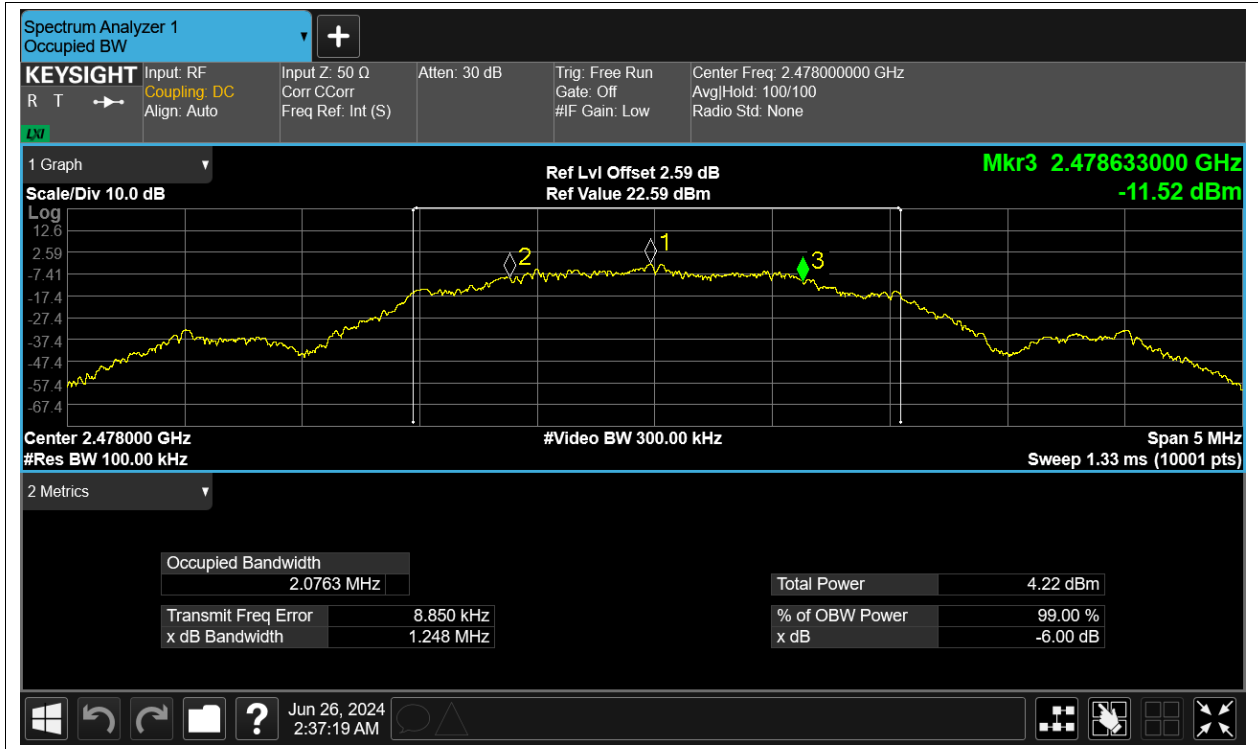 Spectrum Analyzer 1
Occupied BW
KEYSIGHT
R T
LXI
Input: RF
Coupling: DC
Align: Auto
Input Z: 50 Ω
Corr CCorr
Freq Ref: Int (S)
Atten: 30 dB
Trig: Free Run
Gate: Off
#IF Gain: Low
Center Freq: 2.478000000 GHz
Avg|Hold: 100/100
Radio Std: None
1 Graph
Scale/Div 10.0 dB
Ref Lvl Offset 2.59 dB
Ref Value 22.59 dBm
Mkr3 2.478633000 GHz
-11.52 dBm
Log
12.6
2.59
-7.41
-17.4
-27.4
-37.4
-47.4
-57.4
-67.4
2
1
3
Center 2.478000 GHz
#Res BW 100.00 kHz
#Video BW 300.00 kHz
Span 5 MHz
Sweep 1.33 ms (10001 pts)
2 Metrics
Occupied Bandwidth
2.0763 MHz
Transmit Freq Error 8.850 kHz
x dB Bandwidth 1.248 MHz
Total Power 4.22 dBm
% of OBW Power 99.00 %
x dB -6.00 dB
?
Jun 26, 2024
2:37:19 AM